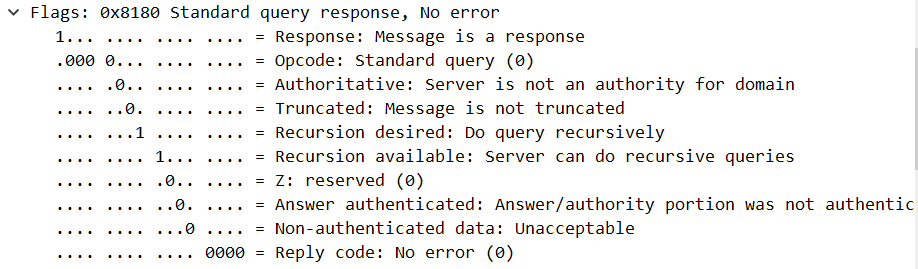 Flags: 0x8180 Standard query response, No error
1... .... .... .... = Response: Message is a response
.000 0... .... .... = Opcode: Standard query (0)
.... .0.. .... .... = Authoritative: Server is not an authority for domain
.... ..0. .... .... = Truncated: Message is not truncated
.... ...1 .... .... = Recursion desired: Do query recursively
.... .... 1... .... = Recursion available: Server can do recursive queries
.... .... .0.. .... = Z: reserved (0)
.... .... ..0. .... = Answer authenticated: Answer/authority portion was not authentic
.... .... ...0 .... = Non-authenticated data: Unacceptable
.... .... .... 0000 = Reply code: No error (0)